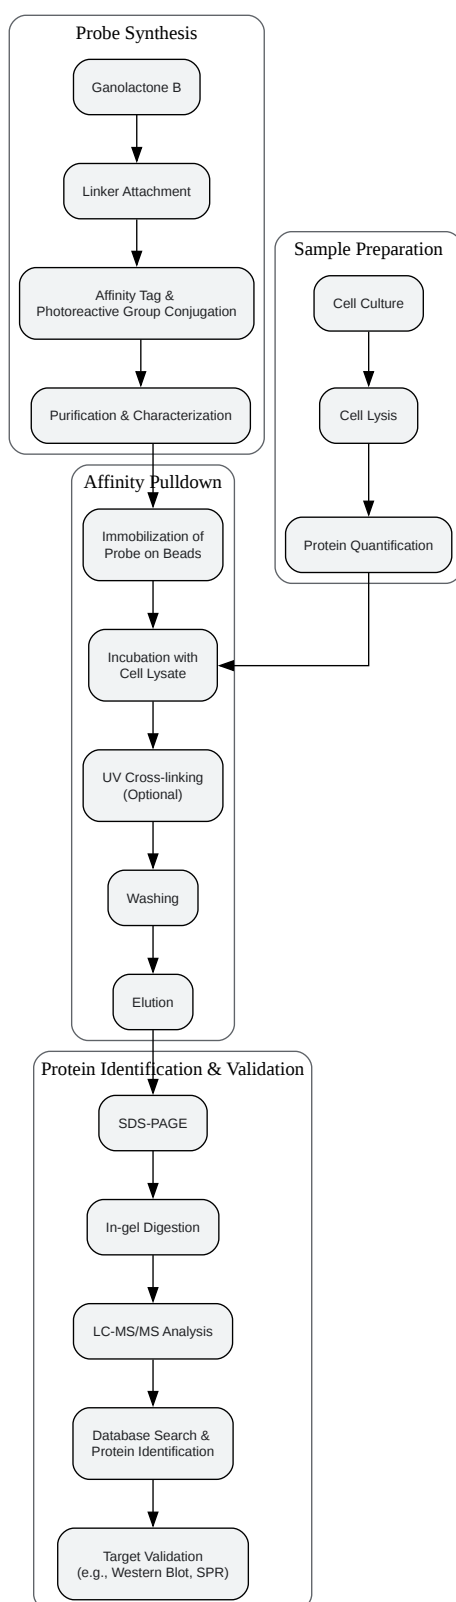 Probe Synthesis
Ganolactone B
Linker Attachment
Affinity Tag &
Photoreactive Group Conjugation
Purification & Characterization
Sample Preparation
Cell Culture
Cell Lysis
Protein Quantification
Affinity Pulldown
Immobilization of
Probe on Beads
Incubation with
Cell Lysate
UV Cross-linking
(Optional)
Washing
Elution
Protein Identification & Validation
SDS-PAGE
In-gel Digestion
LC-MS/MS Analysis
Database Search &
Protein Identification
Target Validation
(e.g., Western Blot, SPR)